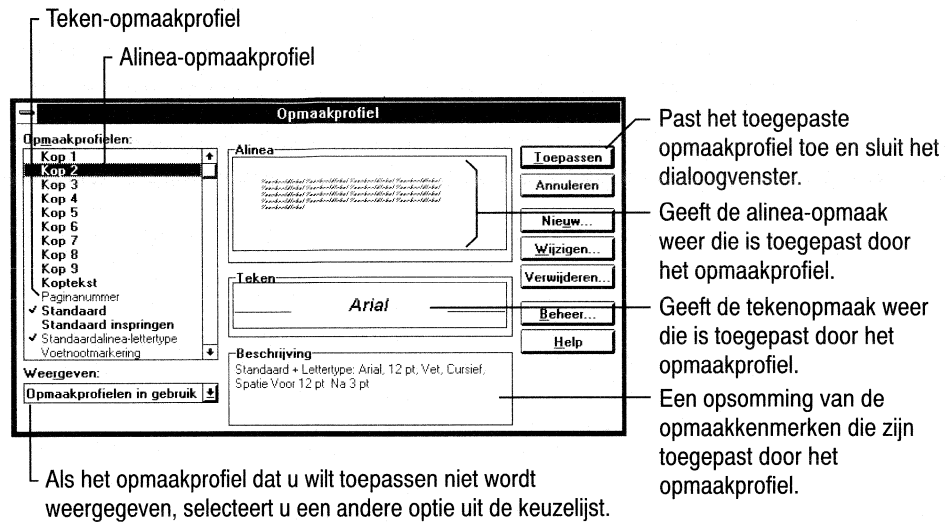 Teken-opmaakprofiel
Alinea-opmaakprofiel
Opmaakprofiel
Opmaakprofielen:
Kop 1
Kop 2
Kop 3
Kop 4
Kop 5
Kop 6
Kop 7
Kop 8
Kop 9
Koptekst
Paginanummer
Standaard
Standaard inspringen
Standaardalinea-lettertype
Voetnootmarkering
Weergeven:
Opmaakprofielen in gebruik
Alinea
Teken
Arial
Beschrijving
Standaard + Lettertype: Arial, 12 pt, Vet, Cursief,
Spatie Voor 12 pt Na 3 pt
Toepassen
Annuleren
Nieuw...
Wijzigen...
Verwijderen...
Beheer...
Help
Past het toegepaste
opmaakprofiel toe en sluit het
dialoogvenster.
Geeft de alinea-opmaak
weer die is toegepast door
het opmaakprofiel.
Geeft de tekenopmaak weer
die is toegepast door het
opmaakprofiel.
Een opsomming van de
opmaakkenmerken die zijn
toegepast door het
opmaakprofiel.
Als het opmaakprofiel dat u wilt toepassen niet wordt
weergegeven, selecteert u een andere optie uit de keuzelijst.